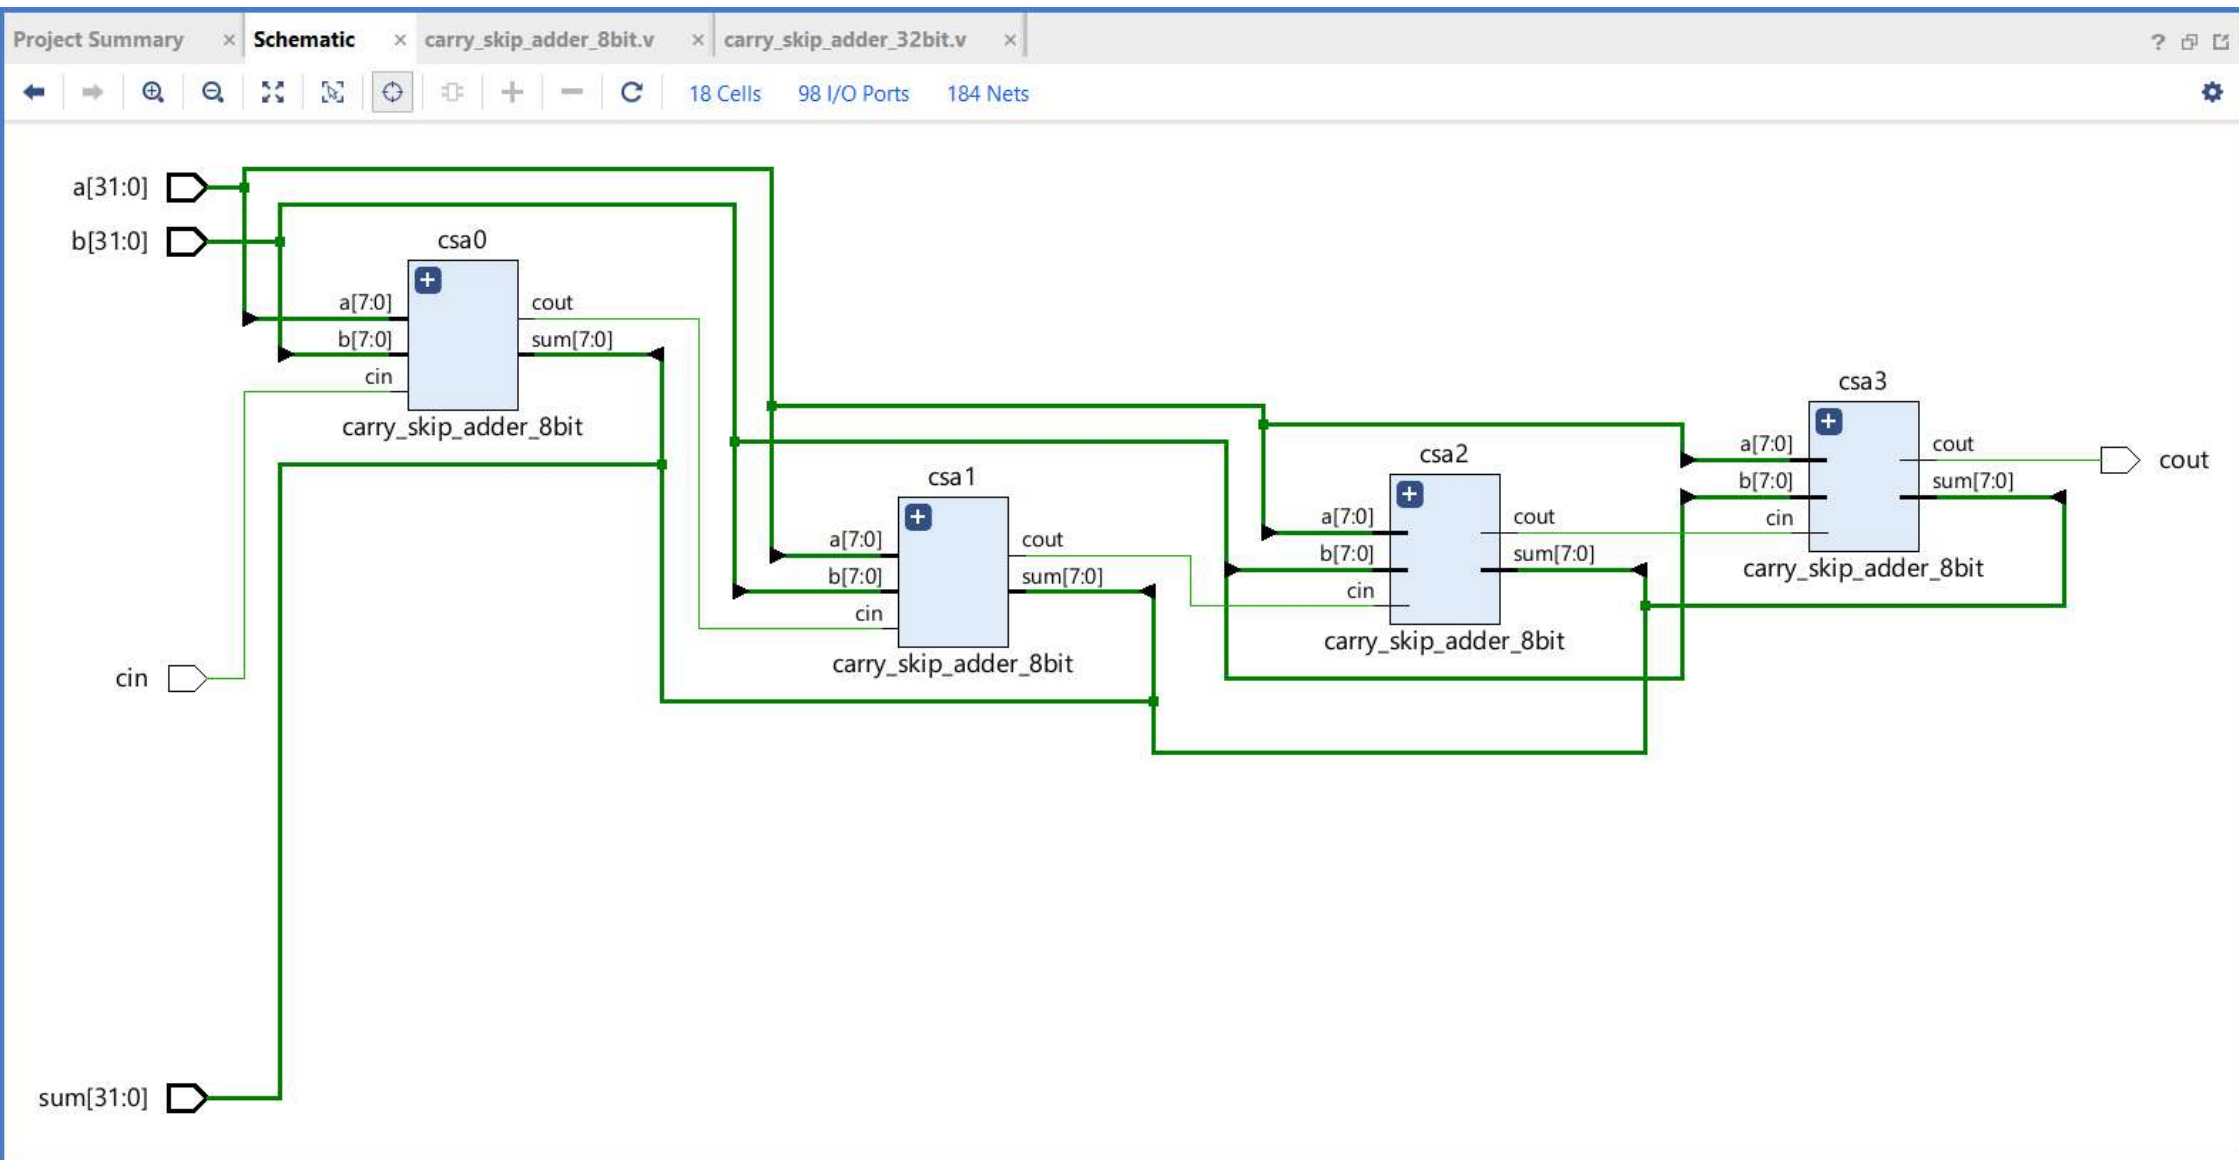 Project Summary × Schematic × carry_skip_adder_8bit.v × carry_skip_adder_32bit.v × ?
18 Cells 98 I/O Ports 184 Nets
a[31:0]
b[31:0]
csa0
a[7:0] cout
b[7:0] sum[7:0]
cin
carry_skip_adder_8bit
csa1
a[7:0] cout
b[7:0] sum[7:0]
cin
carry_skip_adder_8bit
csa2
a[7:0] cout
b[7:0] sum[7:0]
cin
carry_skip_adder_8bit
csa3
a[7:0] cout
b[7:0] sum[7:0]
cin
carry_skip_adder_8bit
cout
cin
sum[31:0]